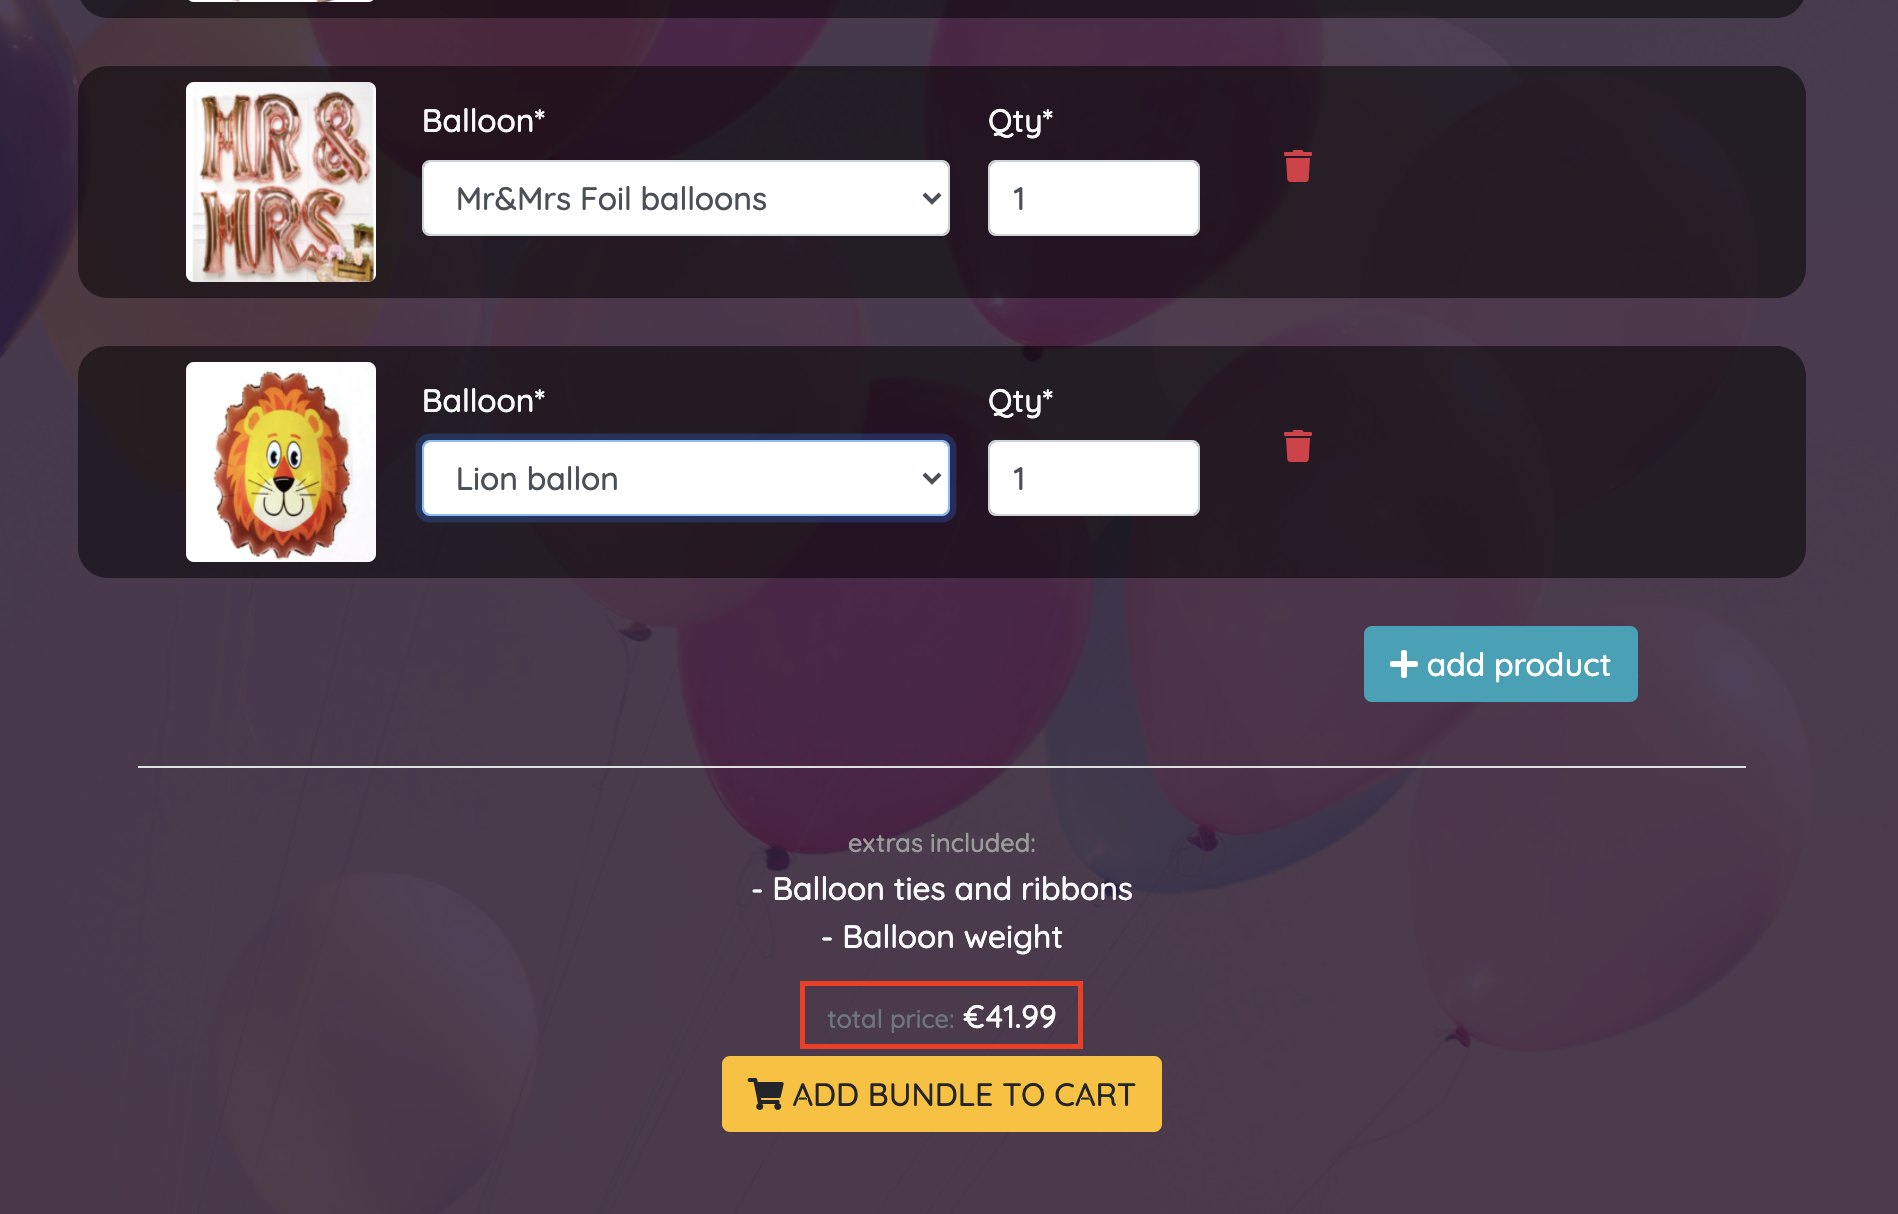 MR &
MRS
Balloon*
Qty*
Mr&Mrs Foil balloons
1
Balloon*
Qty*
Lion ballon
1
add product
extras included:
- Balloon ties and ribbons
- Balloon weight
total price: €41.99
ADD BUNDLE TO CART